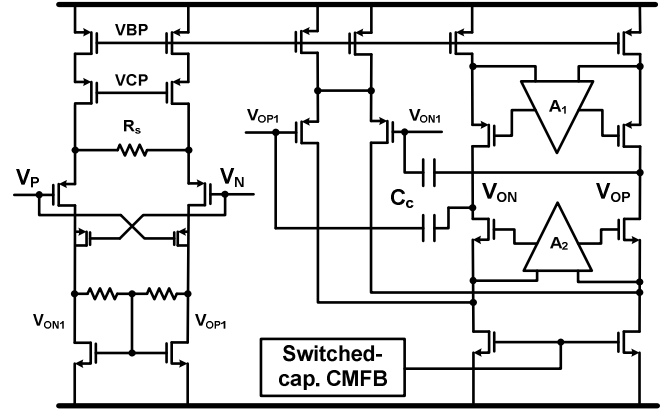 VBP
VCP
Rs
VP
VN
VON1
VOP1
VOP1
VON1
Cc
A1
VON
VOP
A2
Switched-
cap. CMFB